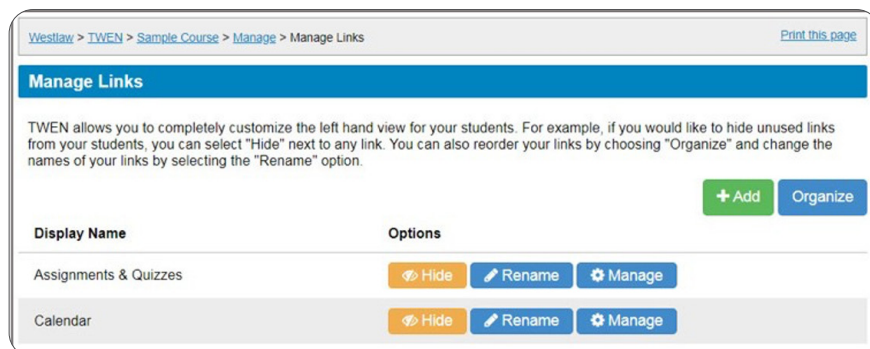 Westlaw > TWEN > Sample Course > Manage > Manage Links
Print this page
Manage Links
TWEN allows you to completely customize the left hand view for your students. For example, if you would like to hide unused links
from your students, you can select "Hide" next to any link. You can also reorder your links by choosing "Organize" and change the
names of your links by selecting the "Rename" option.
Add Organize
Display Name Options
Assignments & Quizzes Hide Rename Manage
Calendar Hide Rename Manage